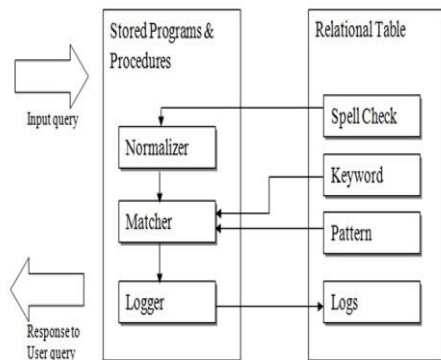 Stored Programs &
Procedures
Relational Table
Input query
Spell Check
Normalizer
Keyword
Matcher
Pattern
Logger
Logs
Response to
User query